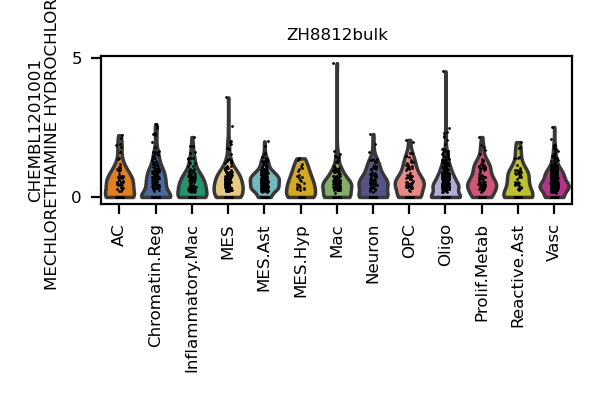 ZH8812bulk
CHEMBL1201001
MECHLORETHAMINE HYDROCHLOR
5
0
AC
Chromatin.Reg
Inflammatory.Mac
MES
MES.Ast
MES.Hyp
Mac
Neuron
OPC
Oligo
Prolif.Metab
Reactive.Ast
Vasc